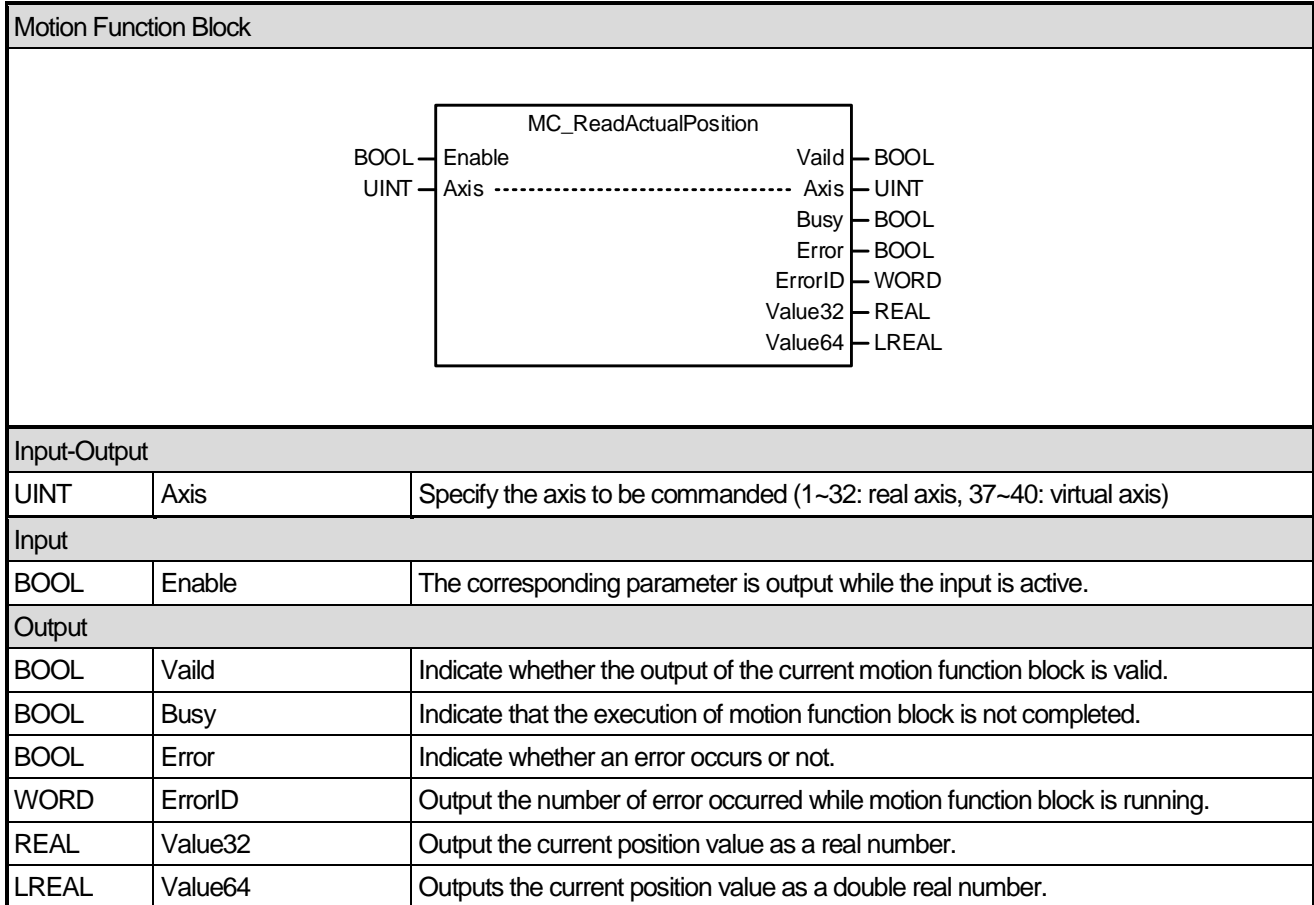 Motion Function Block
MC_ReadActualPosition
BOOL Enable Vaild BOOL
UINT Axis Axis UINT
Busy BOOL
Error BOOL
ErrorID WORD
Value32 REAL
Value64 LREAL
Input-Output
UINT Axis Specify the axis to be commanded (1~32: real axis, 37~40: virtual axis)
Input
BOOL Enable The corresponding parameter is output while the input is active.
Output
BOOL Vaild Indicate whether the output of the current motion function block is valid.
BOOL Busy Indicate that the execution of motion function block is not completed.
BOOL Error Indicate whether an error occurs or not.
WORD ErrorID Output the number of error occurred while motion function block is running.
REAL Value32 Output the current position value as a real number.
LREAL Value64 Outputs the current position value as a double real number.